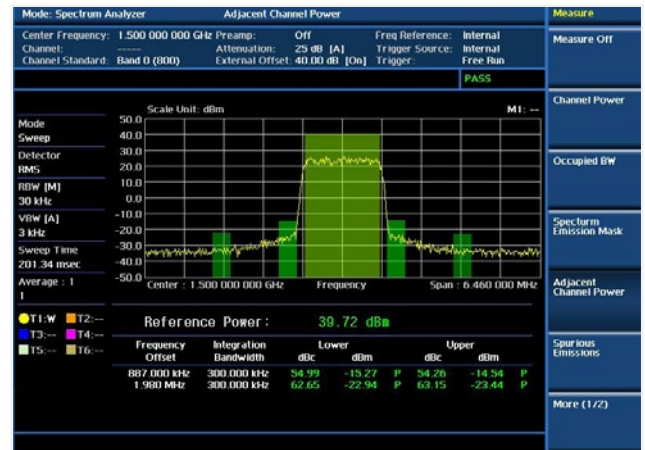 Mode: Spectrum Analyzer Adjacent Channel Power Measure
Center Frequency: 1.500 000 000 GHz Preamp: Off Freq Reference: Internal
Channel: ----- Attenuation: 25 dB [A] Trigger Source: Internal
Channel Standard: Band 0 (800) External Offset: 40.00 dB [On] Trigger: Free Run
PASS
Measure Off
Channel Power
Occupied BW
Specturm
Emission Mask
Adjacent
Channel Power
Spurious
Emissions
More (1/2)
Scale Unit: dBm M1: --
Mode
Sweep
Detector
RMS
RBW [M]
30 kHz
VBW [A]
3 kHz
Sweep Time
201.34 msec
Average : 1
1
50.0
40.0
30.0
20.0
10.0
0.0
-10.0
-20.0
-30.0
-40.0
-50.0
Center : 1.500 000 000 GHz Frequency Span : 6.460 000 MHz
T1:W T2:--
T3:-- T4:--
T5:-- T6:--
Reference Power: 39.72 dBm
Frequency Integration Lower Upper
Offset Bandwidth dBc dBm dBc dBm
887.000 kHz 300.000 kHz 54.99 -15.27 P 54.26 -14.54 P
1.980 MHz 300.000 kHz 62.65 -22.94 P 63.15 -23.44 P